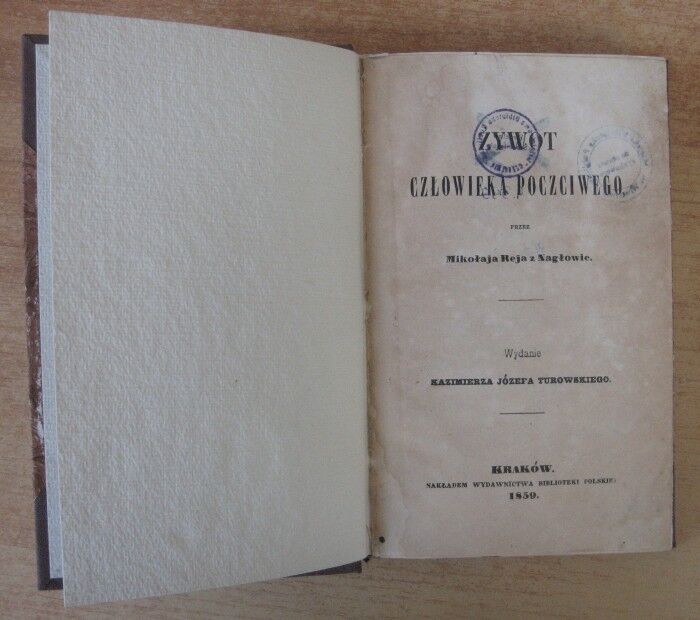 ŻYWOT
CZŁOWIEKA POCZCIWEGO
PRZEZ
Mikołaja Reja z Nagłowic.
Wydanie
KAZIMIERZA JÓZEFA TUROWSKIEGO.
KRAKÓW.
NAKŁADEM WYDAWNICTWA BIBLIOTEKI POLSKIEJ
1859.